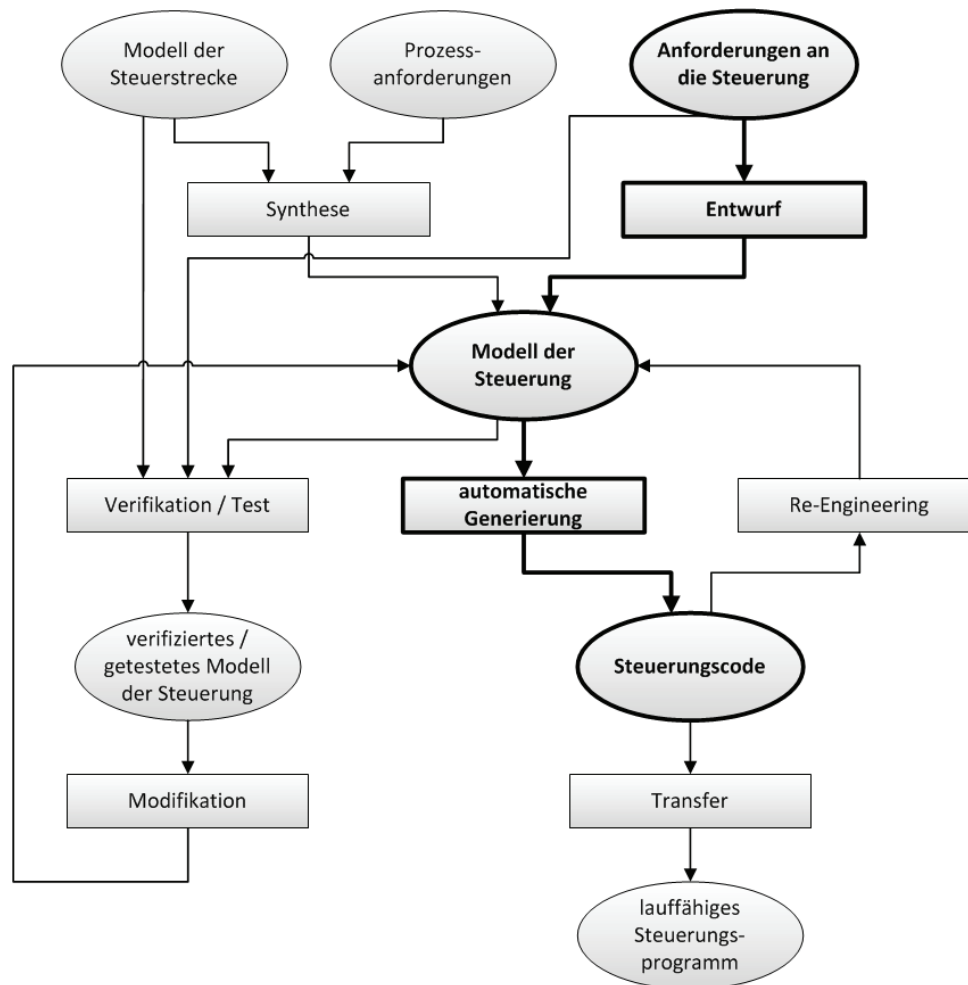 Modell der
Steuerstrecke
Prozess-
anforderungen
Anforderungen an
die Steuerung
Synthese
Entwurf
Modell der
Steuerung
Verifikation / Test
automatische
Generierung
Re-Engineering
verifiziertes /
getestetes Modell
der Steuerung
Steuerungscode
Modifikation
Transfer
lauffähiges
Steuerungs-
programm